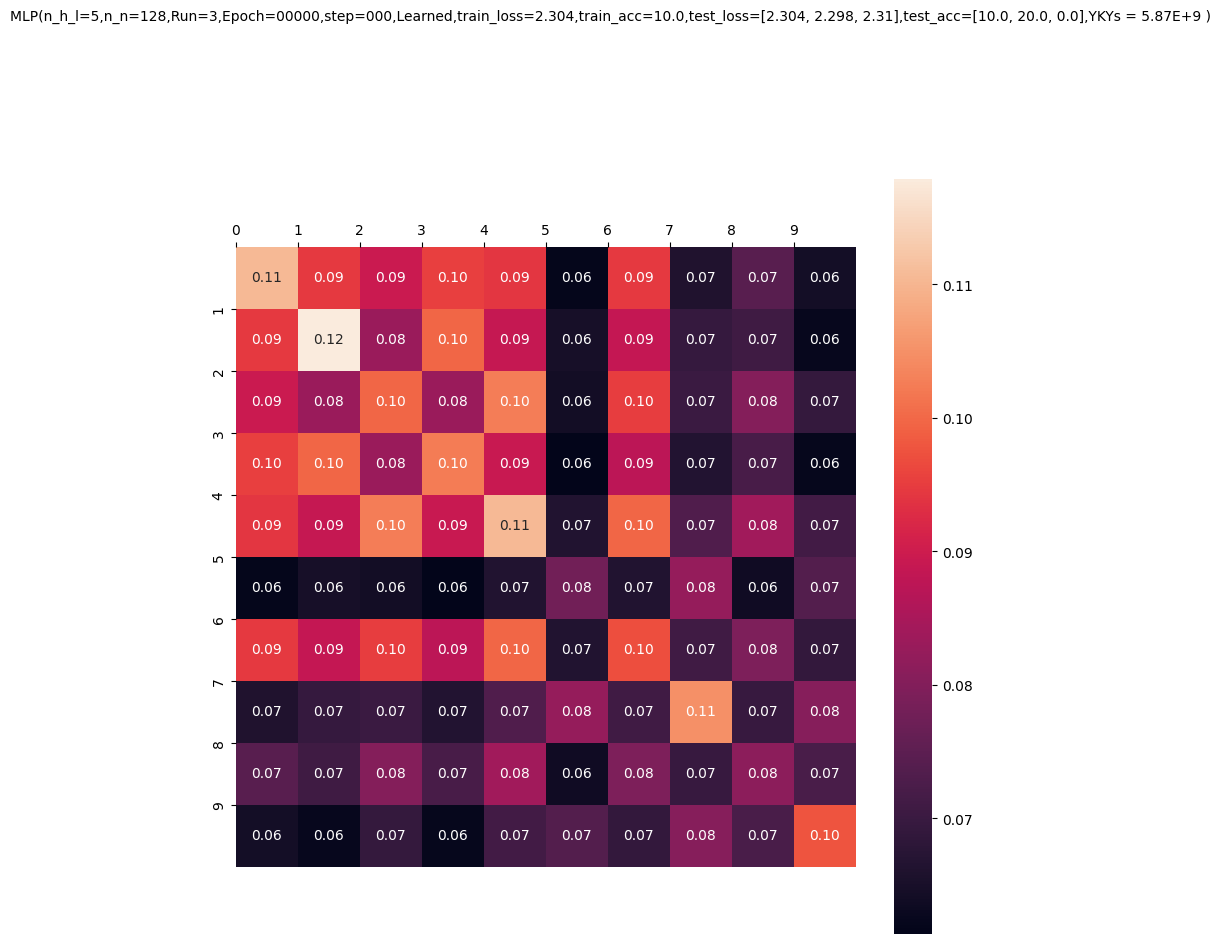 MLP(n_h_l=5,n_n=128,Run=3,Epoch=00000,step=000,Learned,train_loss=2.304,train_acc=10.0,test_loss=[2.304, 2.298, 2.31],test_acc=[10.0, 20.0, 0.0],YKYs = 5.87E+9 )
0 1 2 3 4 5 6 7 8 9
0.11 0.09 0.09 0.10 0.09 0.06 0.09 0.07 0.07 0.06
1
0.09 0.12 0.08 0.10 0.09 0.06 0.09 0.07 0.07 0.06
2
0.09 0.08 0.10 0.08 0.10 0.06 0.10 0.07 0.08 0.07
3
0.10 0.10 0.08 0.10 0.09 0.06 0.09 0.07 0.07 0.06
4
0.09 0.09 0.10 0.09 0.11 0.07 0.10 0.07 0.08 0.07
5
0.06 0.06 0.06 0.06 0.07 0.08 0.07 0.08 0.06 0.07
6
0.09 0.09 0.10 0.09 0.10 0.07 0.10 0.07 0.08 0.07
7
0.07 0.07 0.07 0.07 0.07 0.08 0.07 0.11 0.07 0.08
8
0.07 0.07 0.08 0.07 0.08 0.06 0.08 0.07 0.08 0.07
9
0.06 0.06 0.07 0.06 0.07 0.07 0.07 0.08 0.07 0.10
0.11
0.10
0.09
0.08
0.07